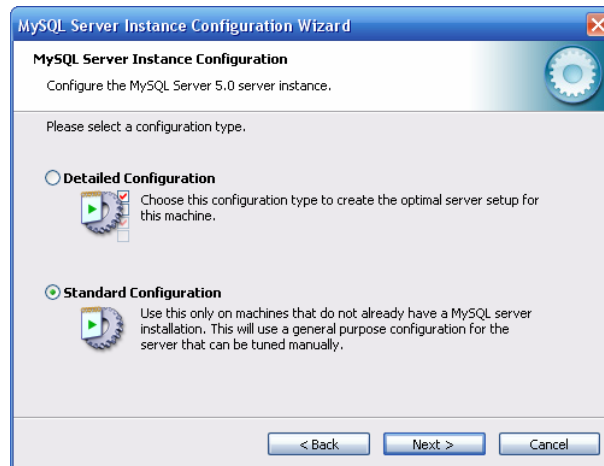 MySQL Server Instance Configuration Wizard
MySQL Server Instance Configuration
Configure the MySQL Server 5.0 server instance.
Please select a configuration type.
Detailed Configuration
Choose this configuration type to create the optimal server setup for
this machine.
Standard Configuration
Use this only on machines that do not already have a MySQL server
installation. This will use a general purpose configuration for the
server that can be tuned manually.
< Back Next > Cancel